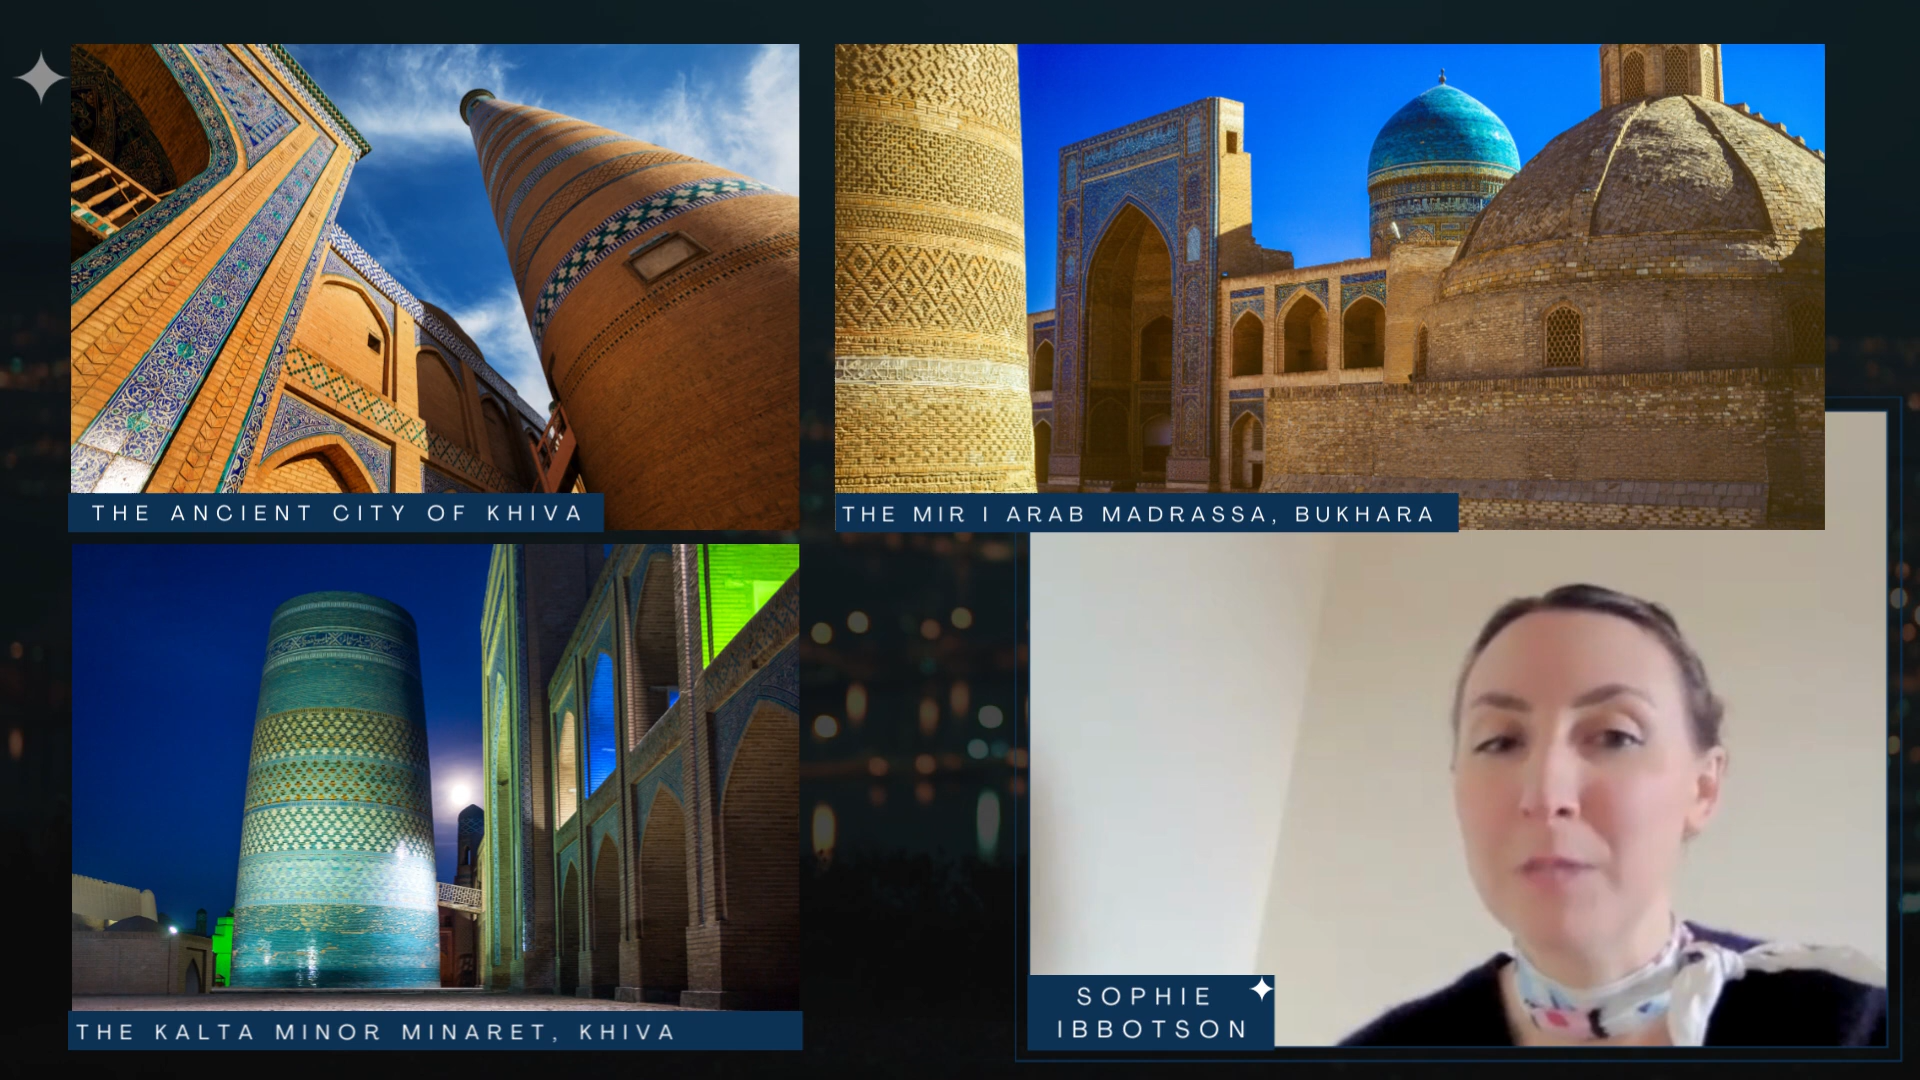 THE ANCIENT CITY OF KHIVA
THE MIR I ARAB MADRASSA, BUKHARA
THE KALTA MINOR MINARET, KHIVA
SOPHIE
IBBOTSON